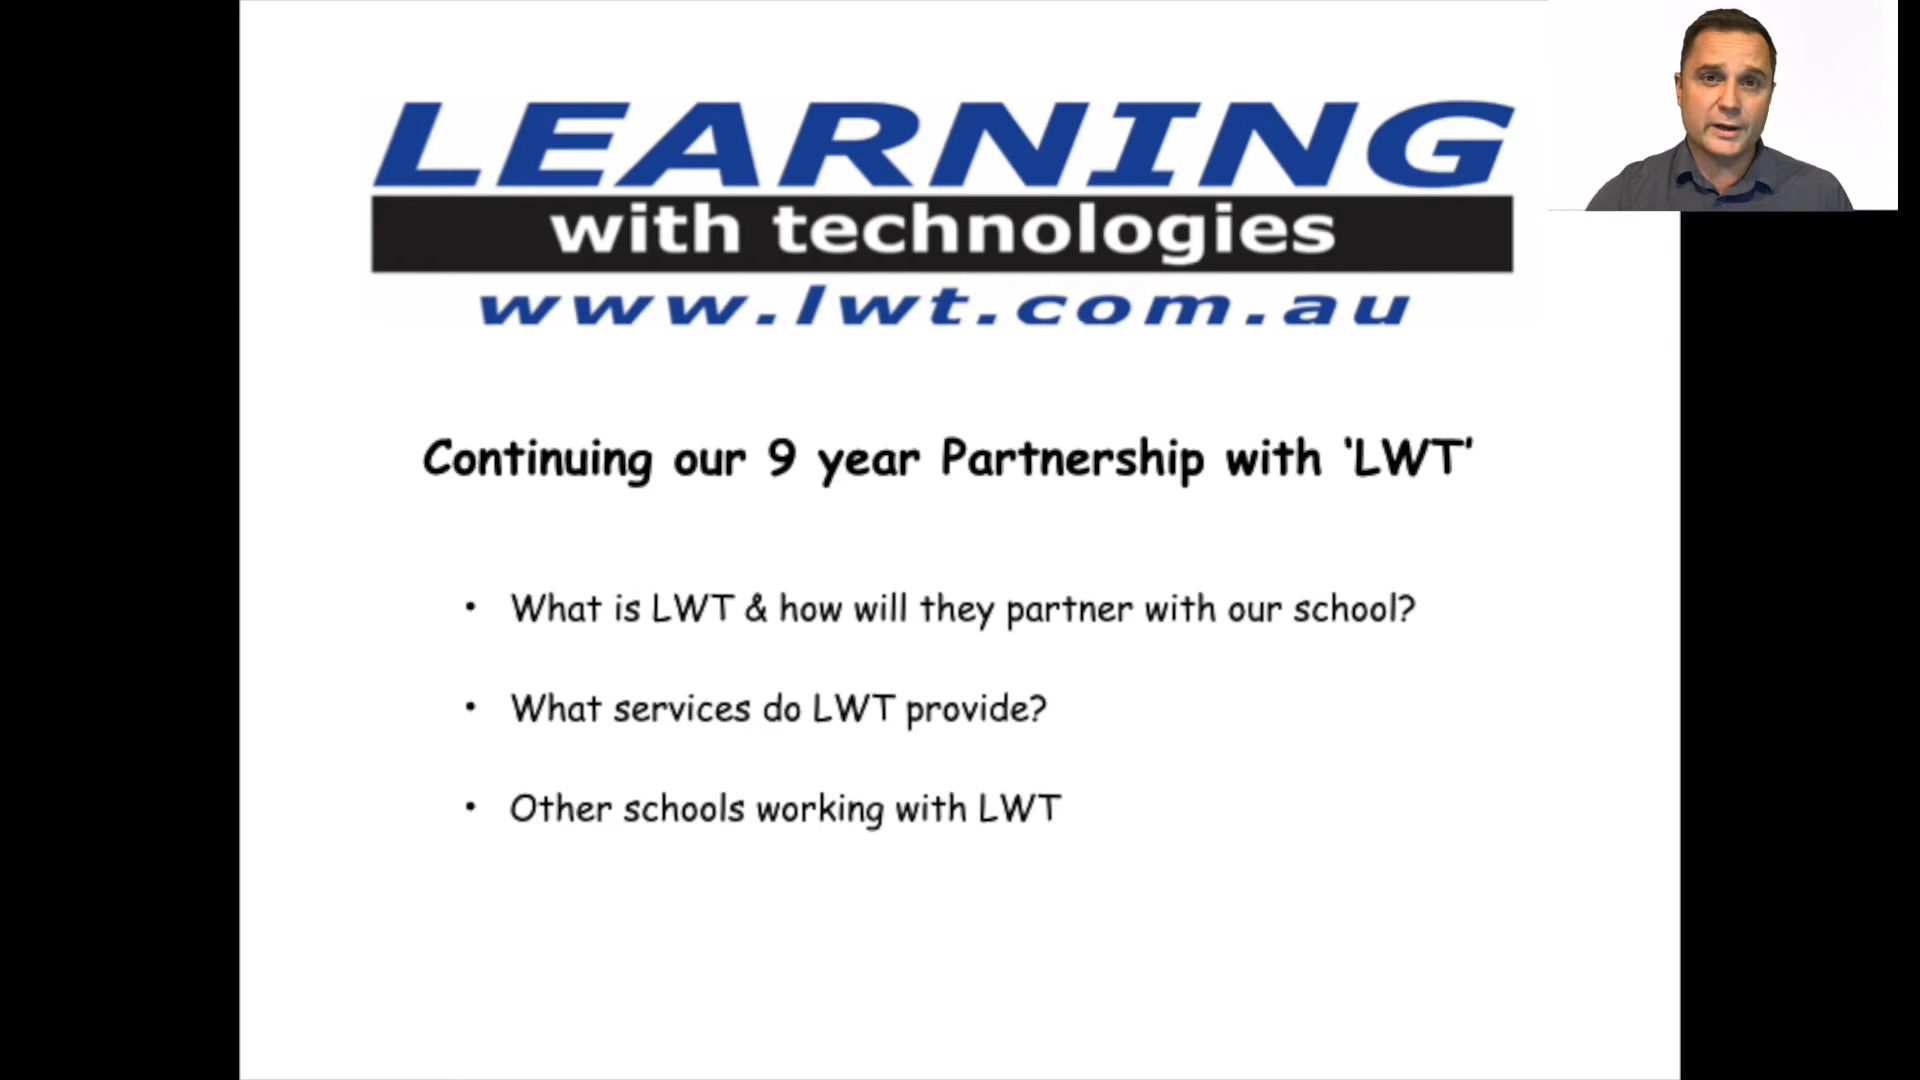 LEARNING
with technologies
www.lwt.com.au
Continuing our 9 year Partnership with ‘LWT’
• What is LWT & how will they partner with our school?
• What services do LWT provide?
• Other schools working with LWT